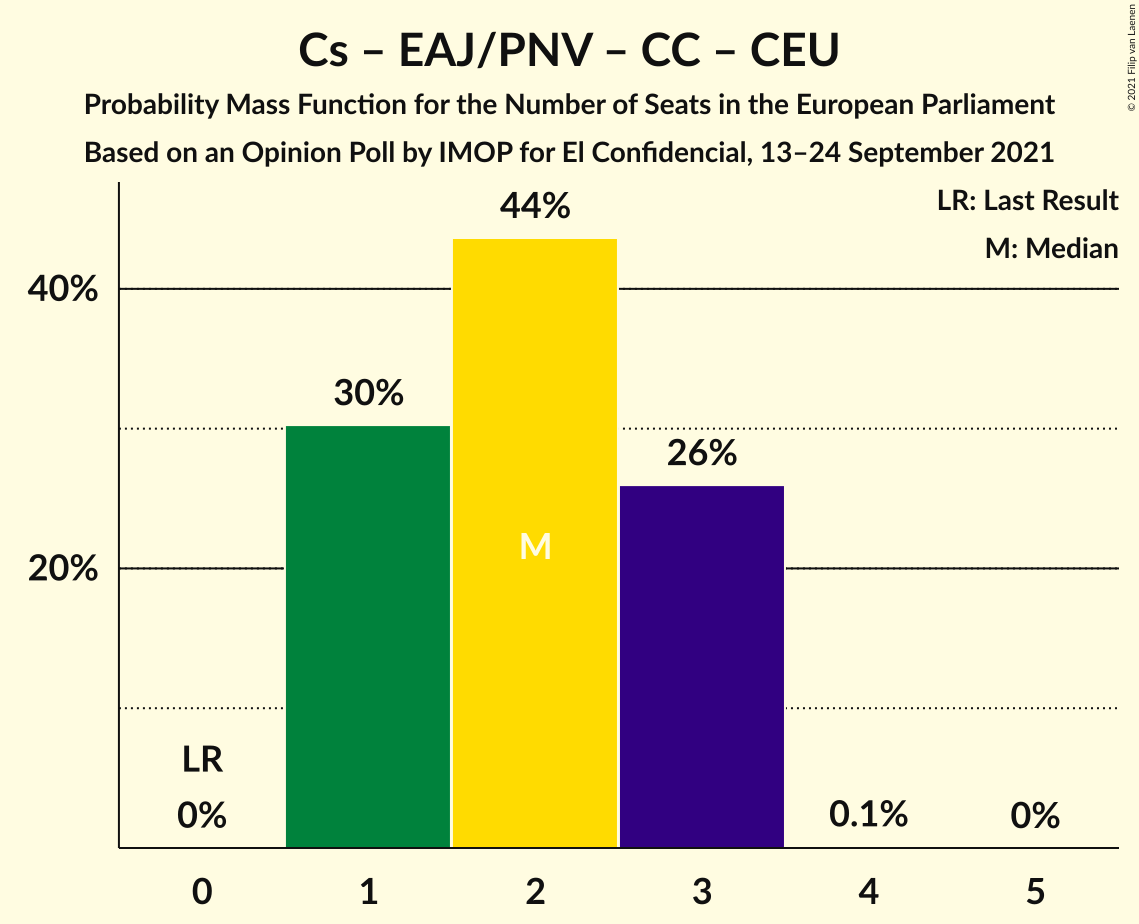 Cs – EAJ/PNV – CC – CEU
Probability Mass Function for the Number of Seats in the European Parliament
Based on an Opinion Poll by IMOP for El Confidencial, 13–24 September 2021
© 2021 Filip van Laenen
LR: Last Result
M: Median
44%
40%
30%
26%
M
20%
LR
0%
0.1%
0%
0 1 2 3 4 5